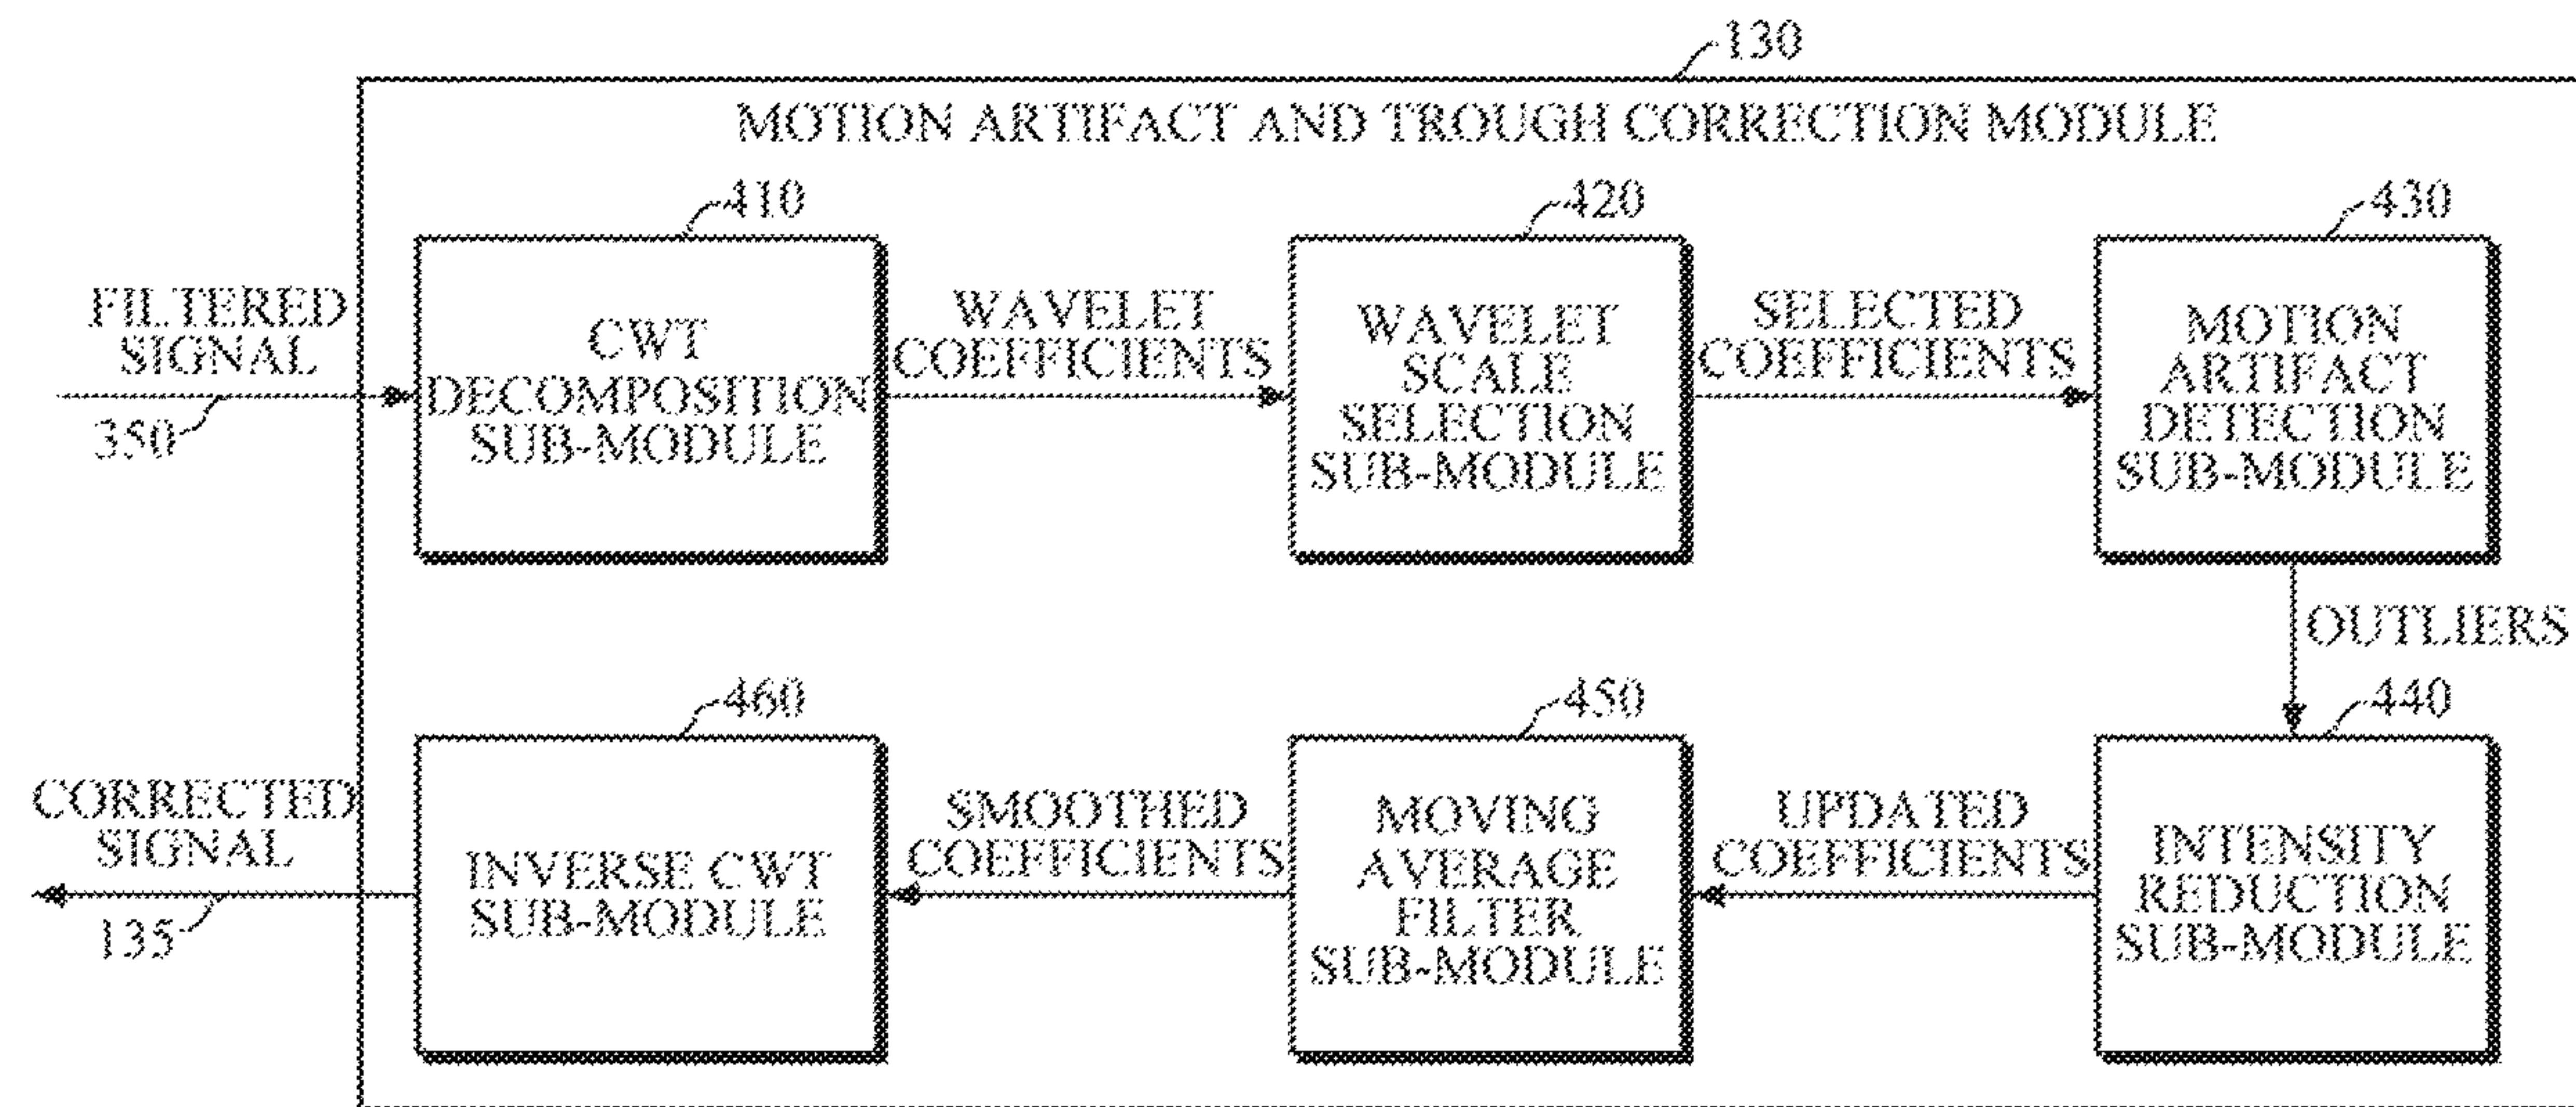 130
MOTION ARTIFACT AND TROUGH CORRECTION MODULE
410
420
430
FILTERED
SIGNAL
350
CWT
DECOMPOSITION
SUB-MODULE
WAVELET
COEFFICIENTS
WAVELET
SCALE
SELECTION
SUB-MODULE
SELECTED
COEFFICIENTS
MOTION
ARTIFACT
DETECTION
SUB-MODULE
OUTLIERS
460
450
440
CORRECTED
SIGNAL
135
INVERSE CWT
SUB-MODULE
SMOOTHED
COEFFICIENTS
MOVING
AVERAGE
FILTER
SUB-MODULE
UPDATED
COEFFICIENTS
INTENSITY
REDUCTION
SUB-MODULE